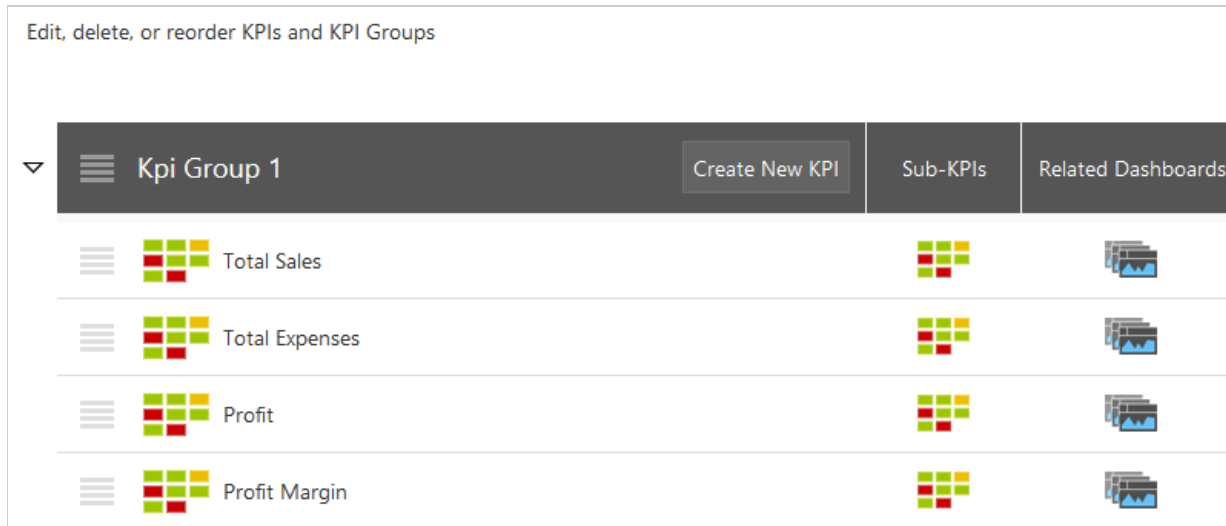 Edit, delete, or reorder KPIs and KPI Groups
Kpi Group 1 Create New KPI Sub-KPIs Related Dashboards
Total Sales
Total Expenses
Profit
Profit Margin